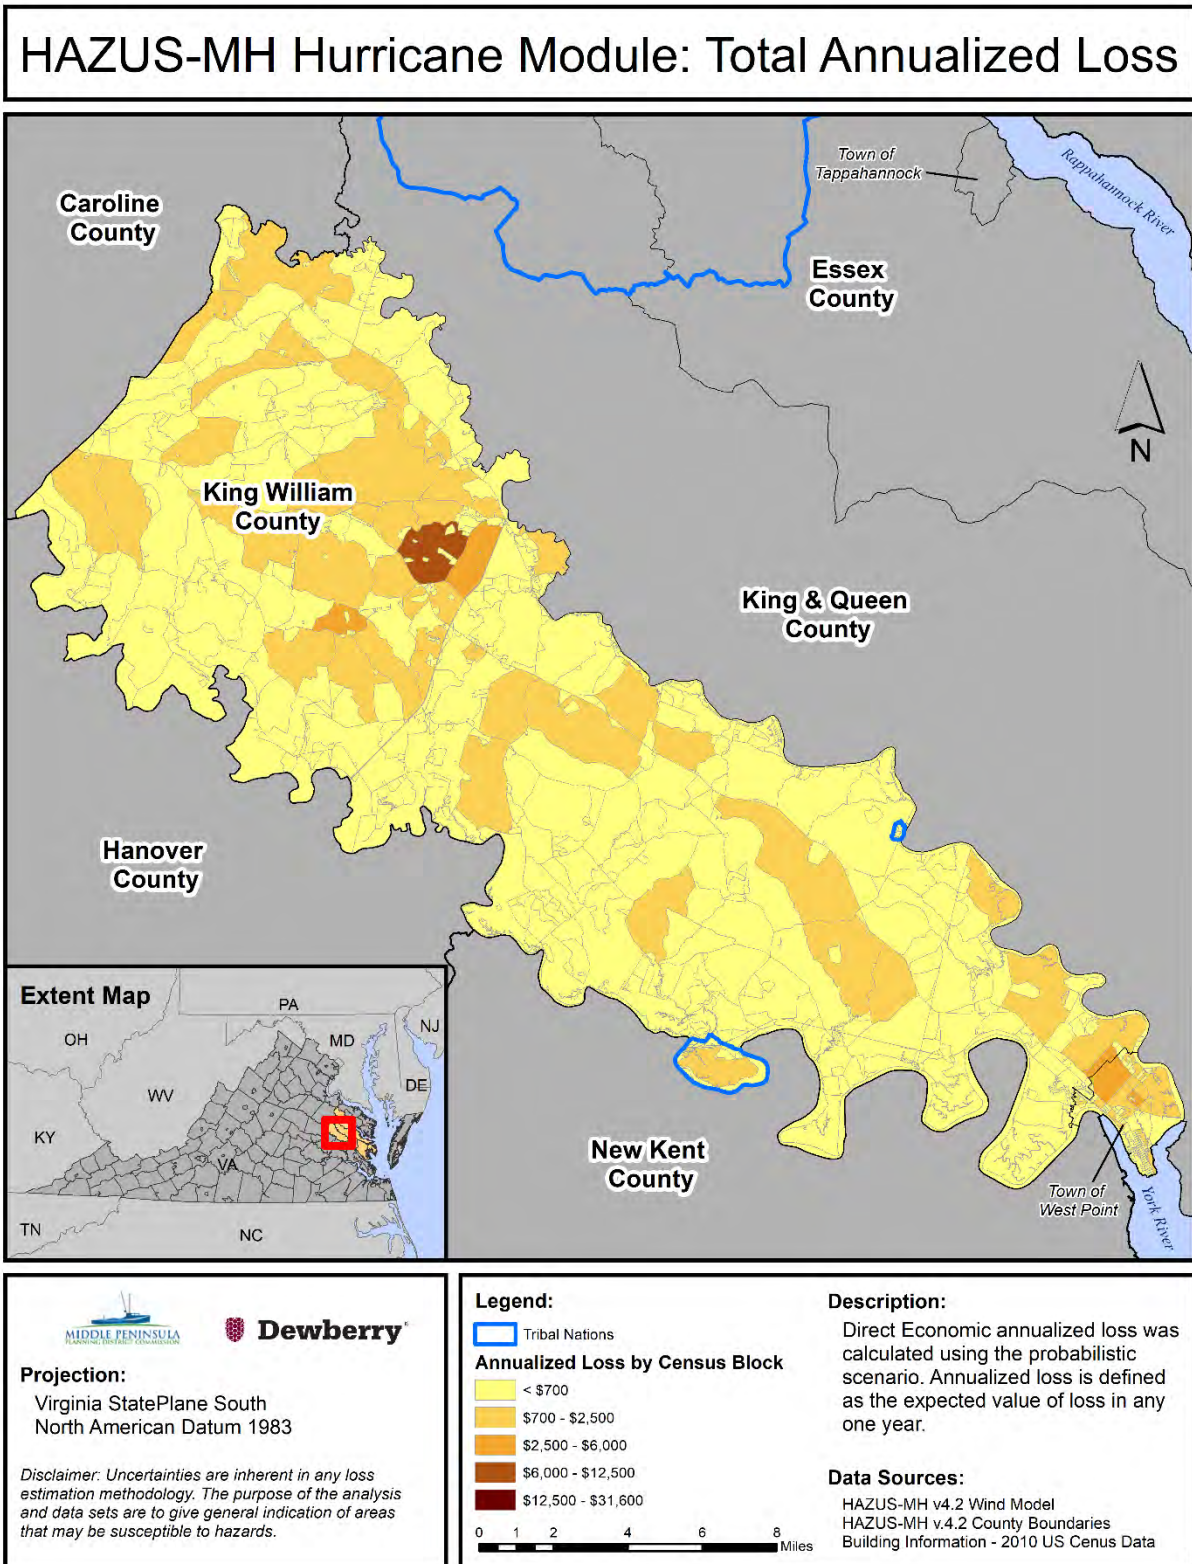 HAZUS-MH Hurricane Module: Total Annualized Loss
Town of
Tappahannock
Rappahannock River
Caroline
County
Essex
County
N
King William
County
King & Queen
County
Hanover
County
New Kent
County
Town of
West Point
York River
Extent Map
PA
NJ
OH
MD
DE
WV
KY
VA
TN
NC
MIDDLE PENINSULA
PLANNING DISTRICT COMMISSION
Dewberry
Projection:
Virginia StatePlane South
North American Datum 1983
Disclaimer: Uncertainties are inherent in any loss
estimation methodology. The purpose of the analysis
and data sets are to give general indication of areas
that may be susceptible to hazards.
Legend:
Tribal Nations
Annualized Loss by Census Block
< $700
$700 - $2,500
$2,500 - $6,000
$6,000 - $12,500
$12,500 - $31,600
0 1 2 4 6 8
Miles
Description:
Direct Economic annualized loss was
calculated using the probabilistic
scenario. Annualized loss is defined
as the expected value of loss in any
one year.
Data Sources:
HAZUS-MH v4.2 Wind Model
HAZUS-MH v.4.2 County Boundaries
Building Information - 2010 US Cenus Data